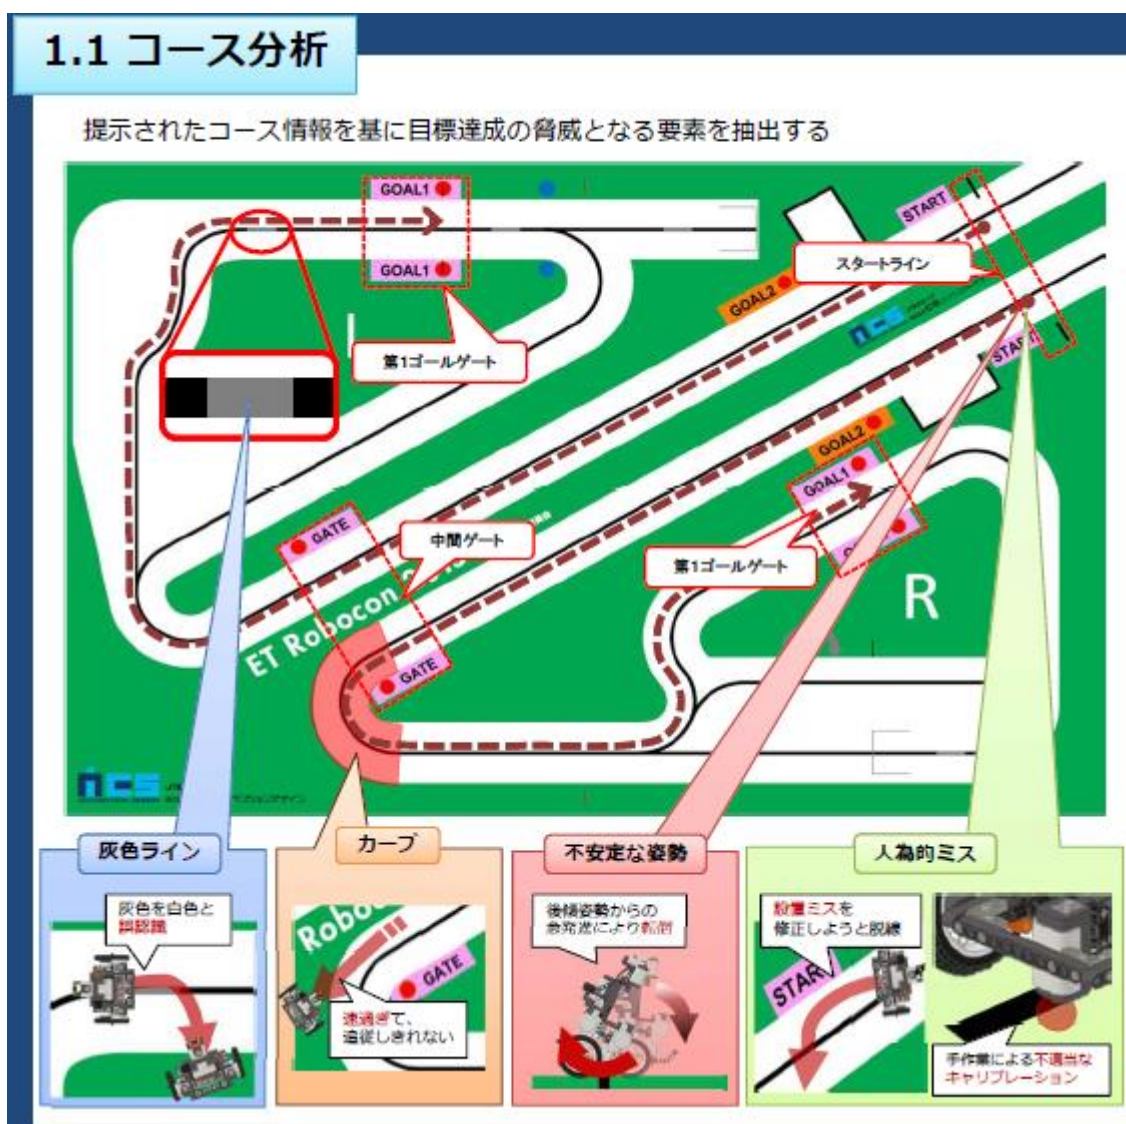 1.1 コース分析
提示されたコース情報を基に目標達成の脅威となる要素を抽出する
GOAL1
GOAL1
第1ゴールゲート
START
スタートライン
GOAL2
START
GOAL2
GOAL1
第1ゴールゲート
GATE
中間ゲート
ET Robocon
GATE
L
R
灰色ライン
灰色を白色と
誤認識
カーブ
Roboc
GATE
速過ぎて、
追従しきれない
不安定な姿勢
後傾姿勢からの
急発進により転倒
人為的ミス
設置ミスを
修正しようと脱線
START
手作業による不適当な
キャリブレーション